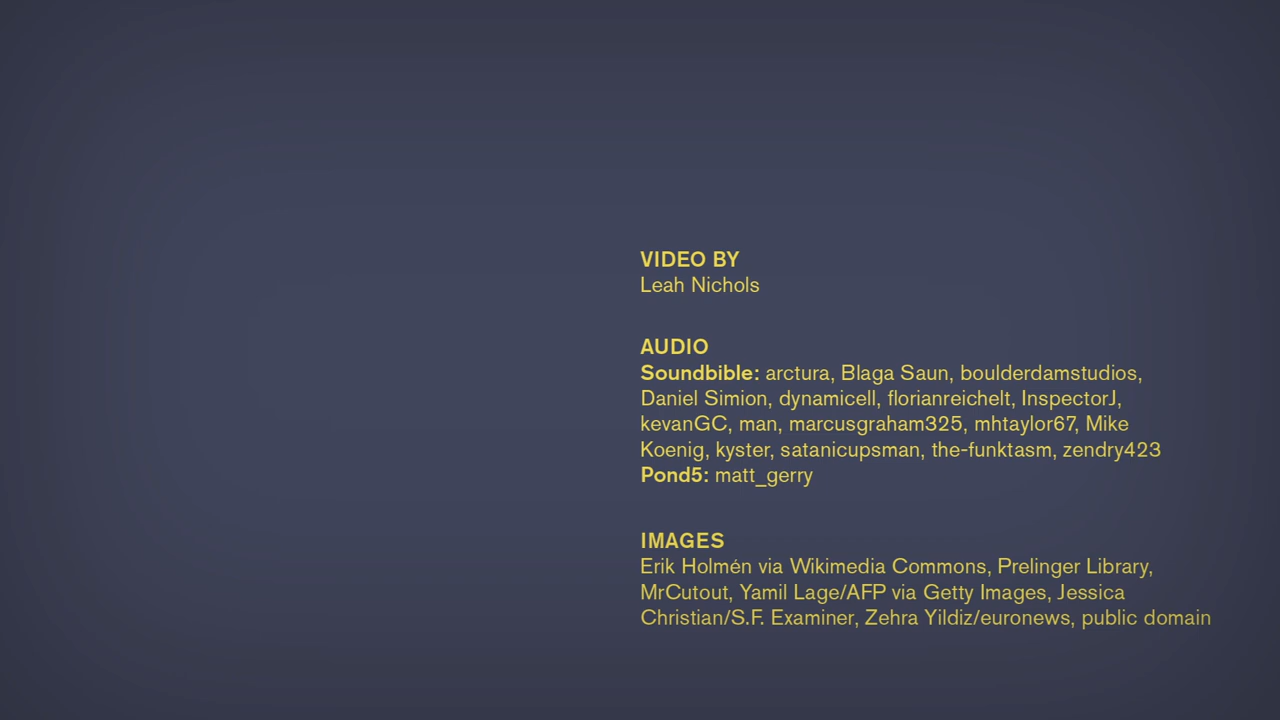 VIDEO BY
Leah Nichols
AUDIO
Soundbible: arctura, Blaga Saun, boulderdamstudios,
Daniel Simion, dynamicell, florianreichelt, InspectorJ,
kevanGC, man, marcusgraham325, mhtaylor67, Mike
Koenig, kyster, satanicupsman, the-funktasm, zendry423
Pond5: matt_gerry
IMAGES
Erik Holmén via Wikimedia Commons, Prelinger Library,
MrCutout, Yamil Lage/AFP via Getty Images, Jessica
Christian/S.F. Examiner, Zehra Yildiz/euronews, public domain